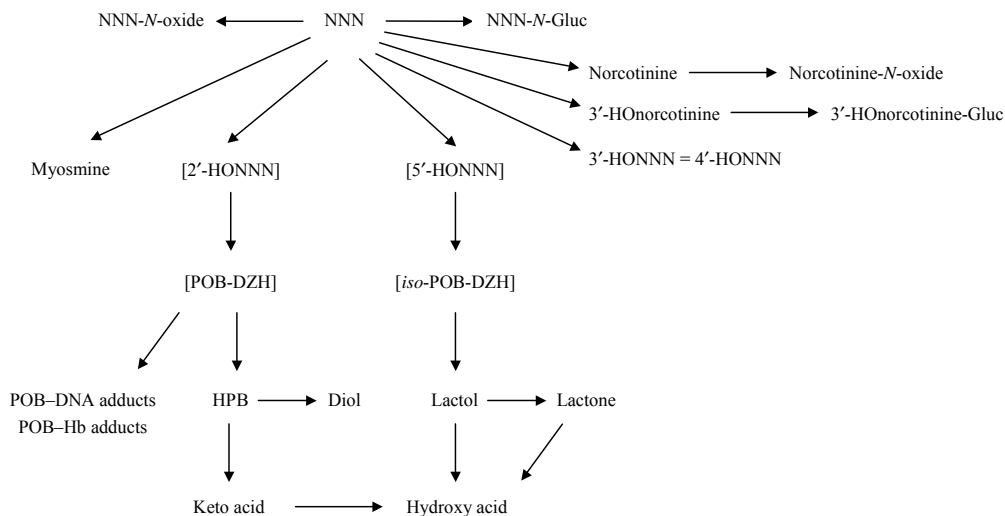 NNN-N-oxide NNN NNN-N-Gluc
Norcotinine Norcotinine-N-oxide
3′-HOnorcotinine 3′-HOnorcotinine-Gluc
3′-HONNN = 4′-HONNN
Myosmine [2′-HONNN] [5′-HONNN]
[POB-DZH] [iso-POB-DZH]
POB–DNA adducts HPB Diol Lactol Lactone
POB–Hb adducts
Keto acid Hydroxy acid